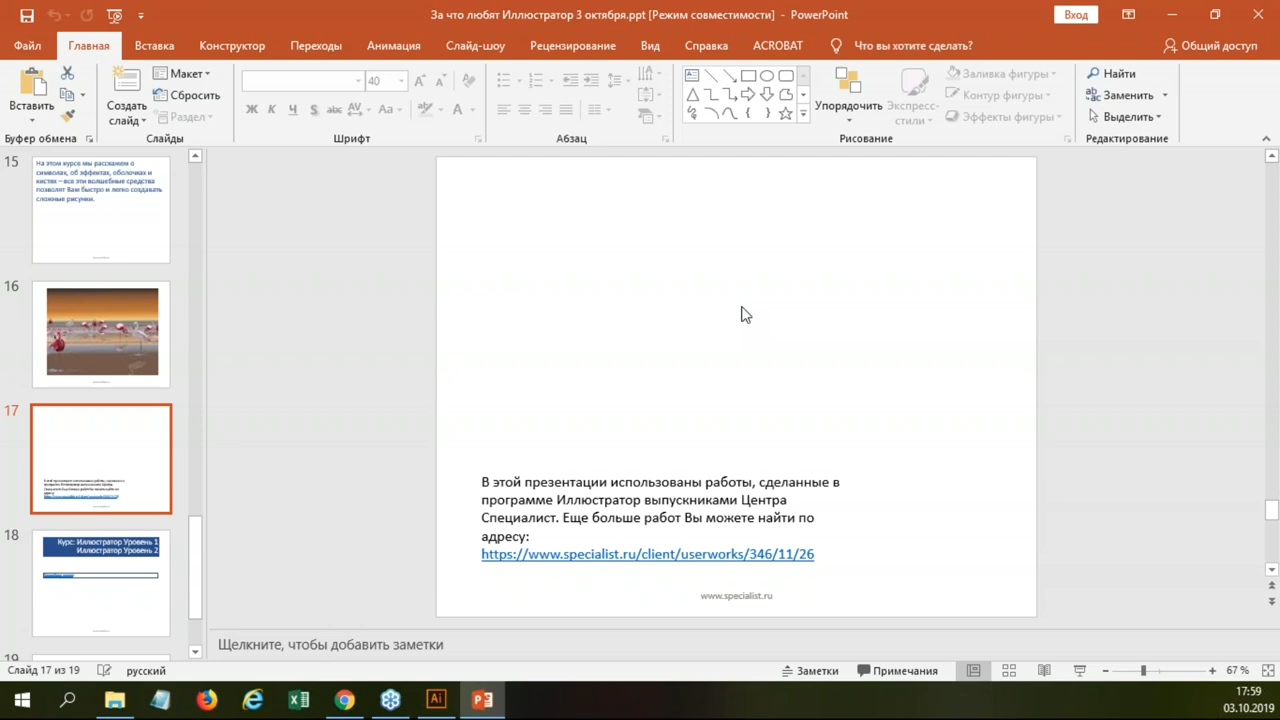 За что любят Иллюстратор 3 октября.ppt [Режим совместимости] - PowerPoint
Вход
Файл Главная Вставка Конструктор Переходы Анимация Слайд-шоу Рецензирование Вид Справка ACROBAT Что вы хотите сделать? Общий доступ
Вставить
Буфер обмена
Создать слайд
Макет
Сбросить
Раздел
Слайды
40
Ж К Ч S abc AV Aa A
Шрифт
Абзац
Упорядочить
Экспресс-стили
Заливка фигуры
Контур фигуры
Эффекты фигуры
Рисование
Найти
Заменить
Выделить
Редактирование
15
На этом курсе мы расскажем о
символах, об эффектах, оболочках и
кистях – все эти волшебные средства
позволят Вам быстро и легко создавать
сложные рисунки.
16
17
18
Курс: Иллюстратор Уровень 1
Иллюстратор Уровень 2
19
В этой презентации использованы работы, сделанные в
программе Иллюстратор выпускниками Центра
Специалист. Еще больше работ Вы можете найти по
адресу:
https://www.specialist.ru/client/userworks/346/11/26
www.specialist.ru
Щелкните, чтобы добавить заметки
Слайд 17 из 19 русский Заметки Примечания 67 %
17:59
03.10.2019